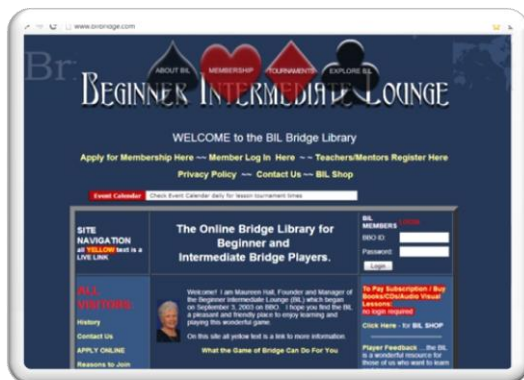 www.bilbridge.com
Br
ABOUT BIL
MEMBERSHIP
TOURNAMENTS
EXPLORE BIL
BEGINNER INTERMEDIATE LOUNGE
WELCOME to the BIL Bridge Library
Apply for Membership Here ~~ Member Log In Here ~ ~ Teachers/Mentors Register Here
Privacy Policy ~~ Contact Us ~~ BIL Shop
Event Calendar Check Event Calendar daily for lesson tournament times
SITE
NAVIGATION
all YELLOW text is a
LIVE LINK
ALL
VISITORS:
History
Contact Us
APPLY ONLINE
Reasons to Join
The Online Bridge Library for
Beginner and
Intermediate Bridge Players.
Welcome! I am Maureen Hall, Founder and Manager of
the Beginner Intermediate Lounge (BIL) which began
on September 3, 2003 on BBO. I hope you find the BIL
a pleasant and friendly place to enjoy learning and
playing this wonderful game.
On this site all yellow text is a link to more information.
What the Game of Bridge Can Do For You
BIL
MEMBERS LOGIN
BBO ID:
Password:
Login
To Pay Subscription / Buy
Books/CDs/Audio Visual
Lessons:
no login required
Click Here - for BIL SHOP
Player Feedback ...the BIL
is a wonderful resource for
those of us who want to learn